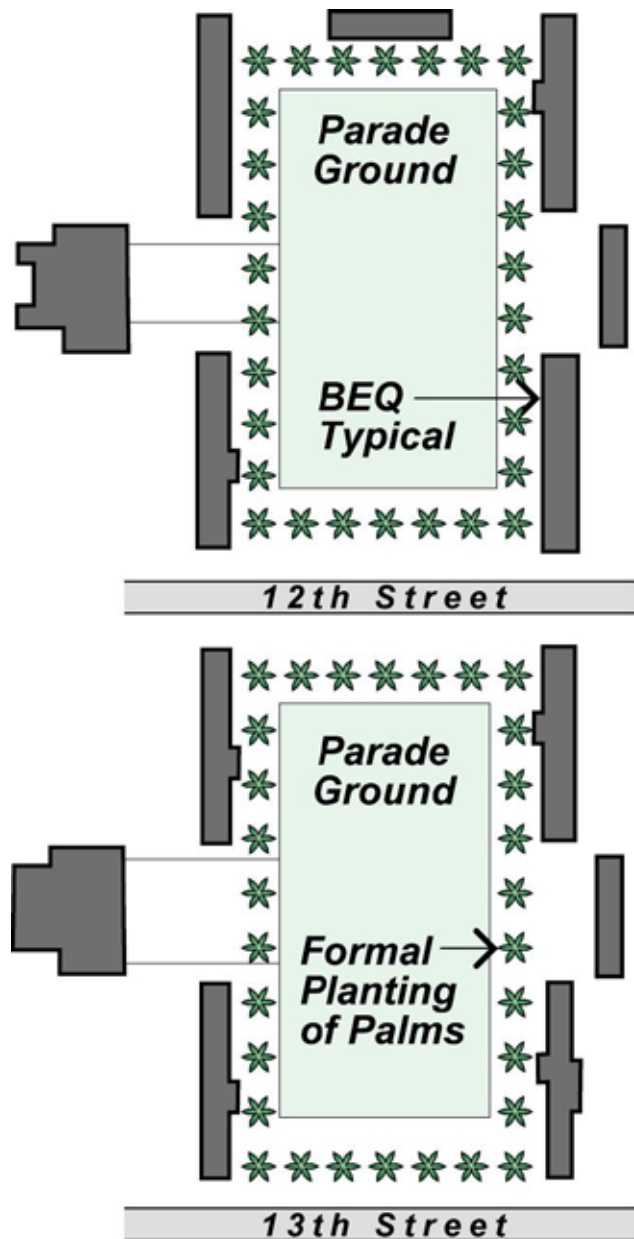 Parade
Ground
BEQ
Typical
12th Street
Parade
Ground
Formal
Planting
of Palms
13th Street